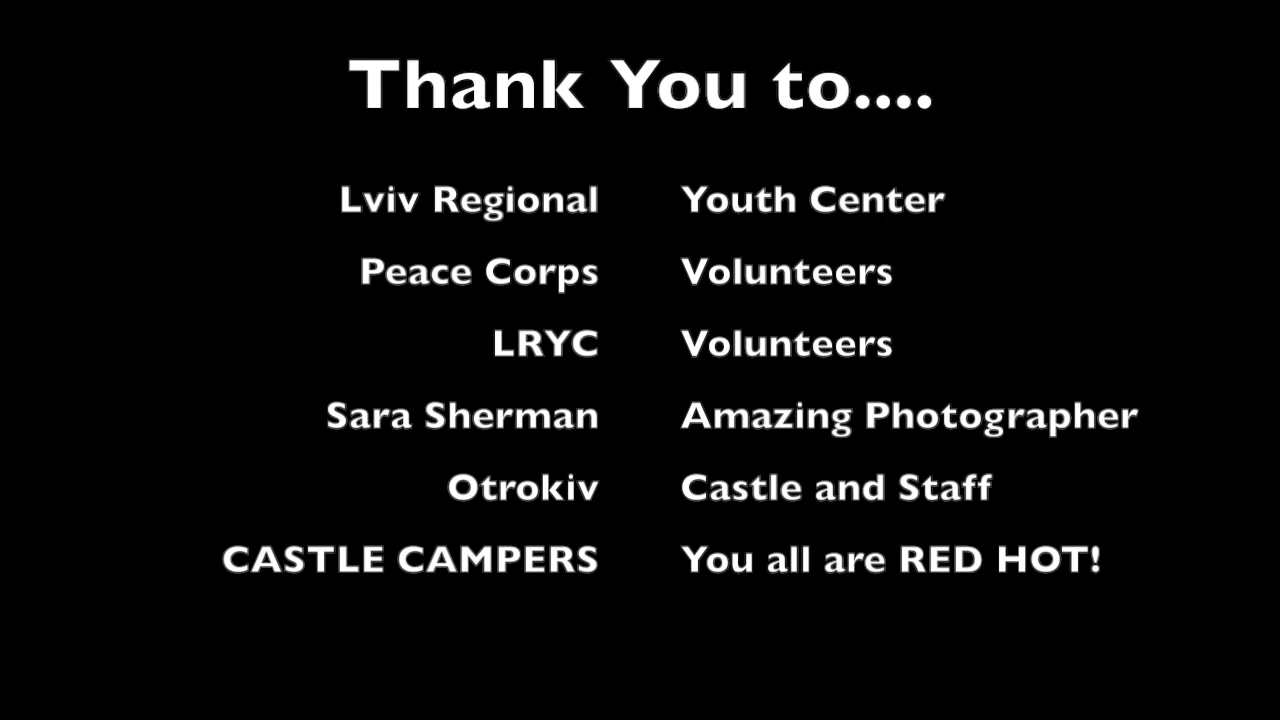 Thank You to....
Lviv Regional Youth Center
Peace Corps Volunteers
LRYC Volunteers
Sara Sherman Amazing Photographer
Otrokiv Castle and Staff
CASTLE CAMPERS You all are RED HOT!